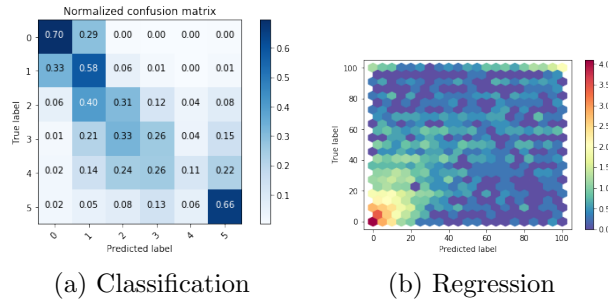 Normalized confusion matrix
0 0.70 0.29 0.00 0.00 0.00 0.00
1 0.33 0.58 0.06 0.01 0.00 0.01
2 0.06 0.40 0.31 0.12 0.04 0.08
3 0.01 0.21 0.33 0.26 0.04 0.15
4 0.02 0.14 0.24 0.26 0.11 0.22
5 0.02 0.05 0.08 0.13 0.06 0.66
0 1 2 3 4 5
True label
Predicted label
0.6
0.5
0.4
0.3
0.2
0.1
(a) Classification
100
80
60
40
20
0
0 20 40 60 80 100
True label
Predicted label
4.0
3.5
3.0
2.5
2.0
1.5
1.0
0.5
0.0
(b) Regression